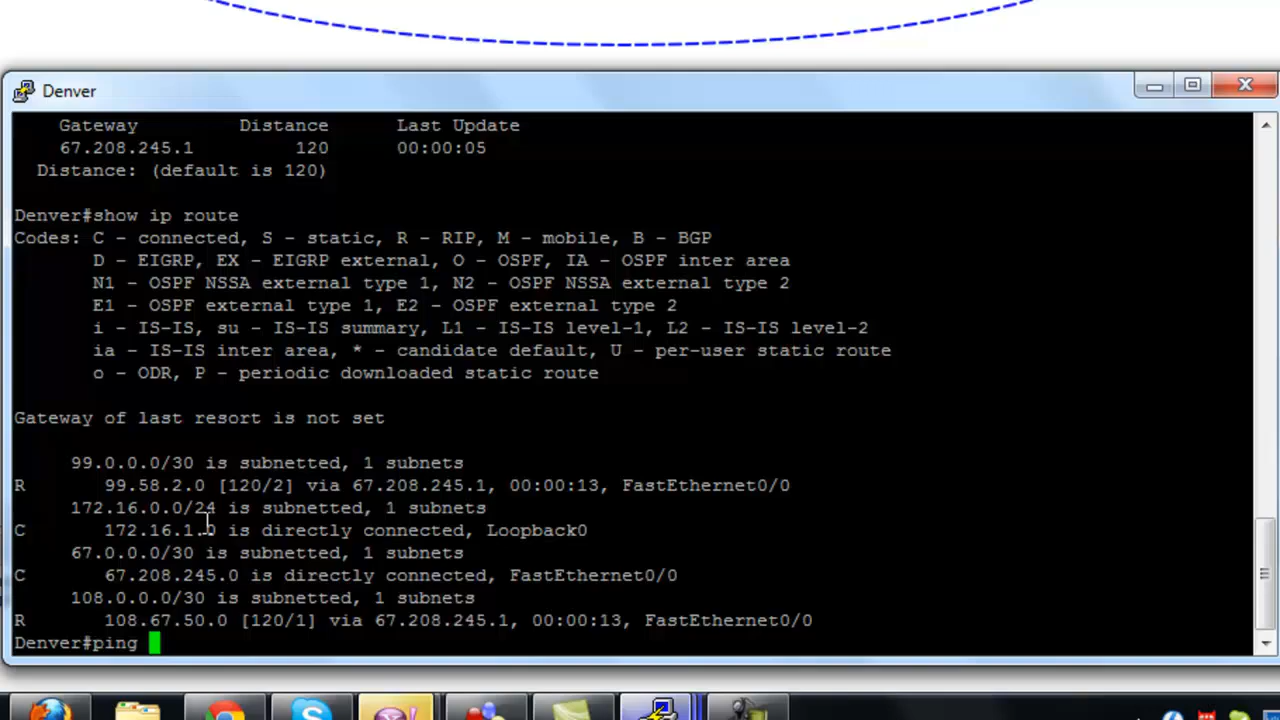 Denver
Gateway Distance Last Update
67.208.245.1 120 00:00:05
Distance: (default is 120)
Denver#show ip route
Codes: C - connected, S - static, R - RIP, M - mobile, B - BGP
D - EIGRP, EX - EIGRP external, O - OSPF, IA - OSPF inter area
N1 - OSPF NSSA external type 1, N2 - OSPF NSSA external type 2
E1 - OSPF external type 1, E2 - OSPF external type 2
i - IS-IS, su - IS-IS summary, L1 - IS-IS level-1, L2 - IS-IS level-2
ia - IS-IS inter area, * - candidate default, U - per-user static route
o - ODR, P - periodic downloaded static route
Gateway of last resort is not set
99.0.0.0/30 is subnetted, 1 subnets
R 99.58.2.0 [120/2] via 67.208.245.1, 00:00:13, FastEthernet0/0
172.16.0.0/24 is subnetted, 1 subnets
C 172.16.1.0 is directly connected, Loopback0
67.0.0.0/30 is subnetted, 1 subnets
C 67.208.245.0 is directly connected, FastEthernet0/0
108.0.0.0/30 is subnetted, 1 subnets
R 108.67.50.0 [120/1] via 67.208.245.1, 00:00:13, FastEthernet0/0
Denver#ping